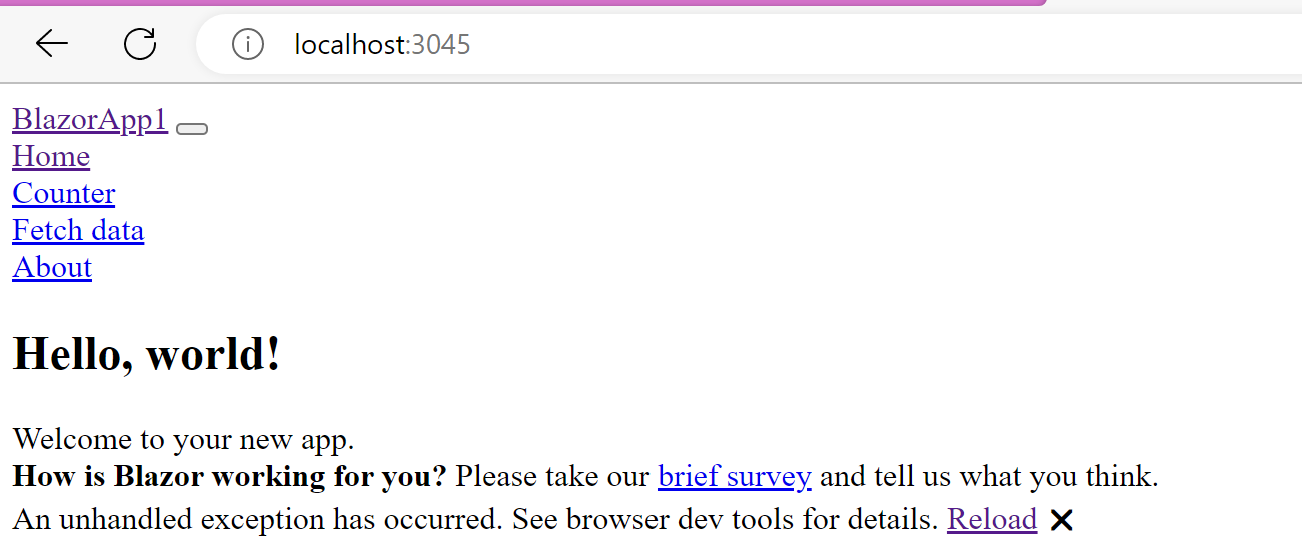 localhost:3045
BlazorApp1
Home
Counter
Fetch data
About
Hello, world!
Welcome to your new app.
How is Blazor working for you? Please take our brief survey and tell us what you think.
An unhandled exception has occurred. See browser dev tools for details. Reload ✕